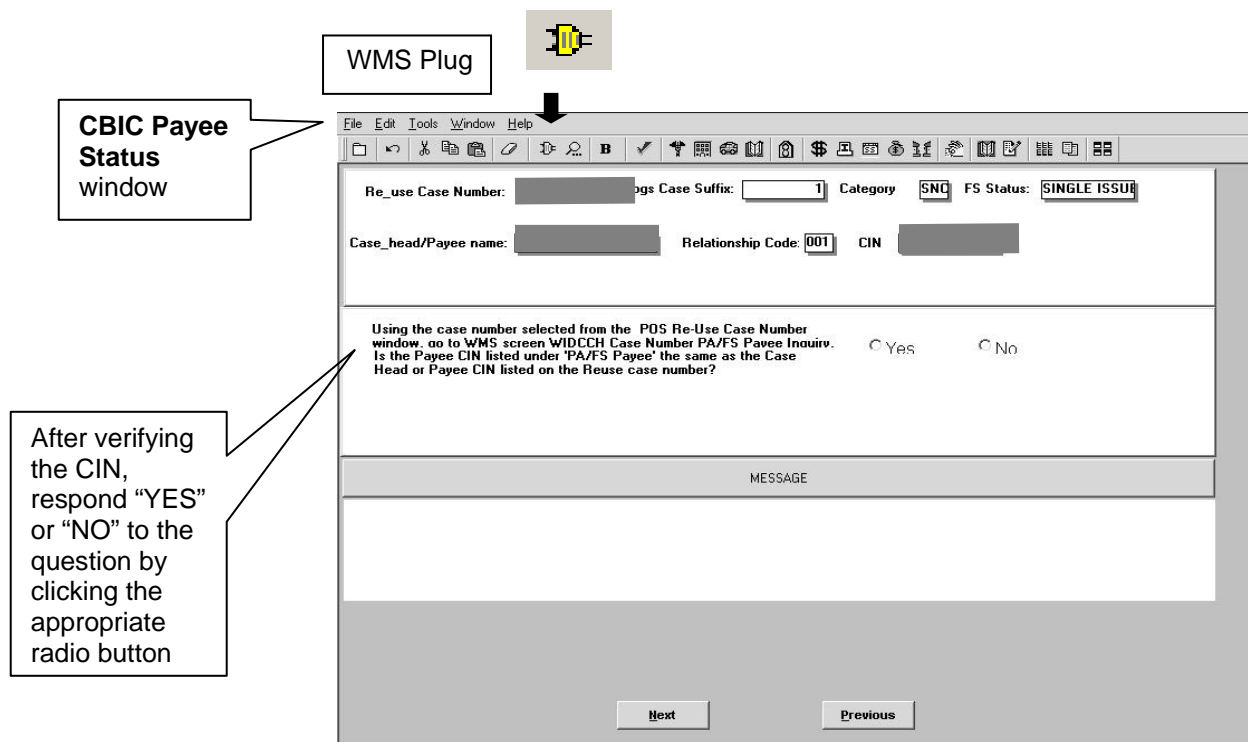 WMS Plug
CBIC Payee
Status
window
File Edit Tools Window Help
B
Re_use Case Number: ogs Case Suffix: 1 Category SNC FS Status: SINGLE ISSUE
Case_head/Payee name: Relationship Code: 001 CIN
Using the case number selected from the POS Re-Use Case Number
window, go to WMS screen WIDCCH Case Number PA/FS Payee Inquiry.
Is the Payee CIN listed under 'PA/FS Payee' the same as the Case
Head or Payee CIN listed on the Reuse case number?
Yes No
After verifying
the CIN,
respond “YES”
or “NO” to the
question by
clicking the
appropriate
radio button
MESSAGE
Next Previous